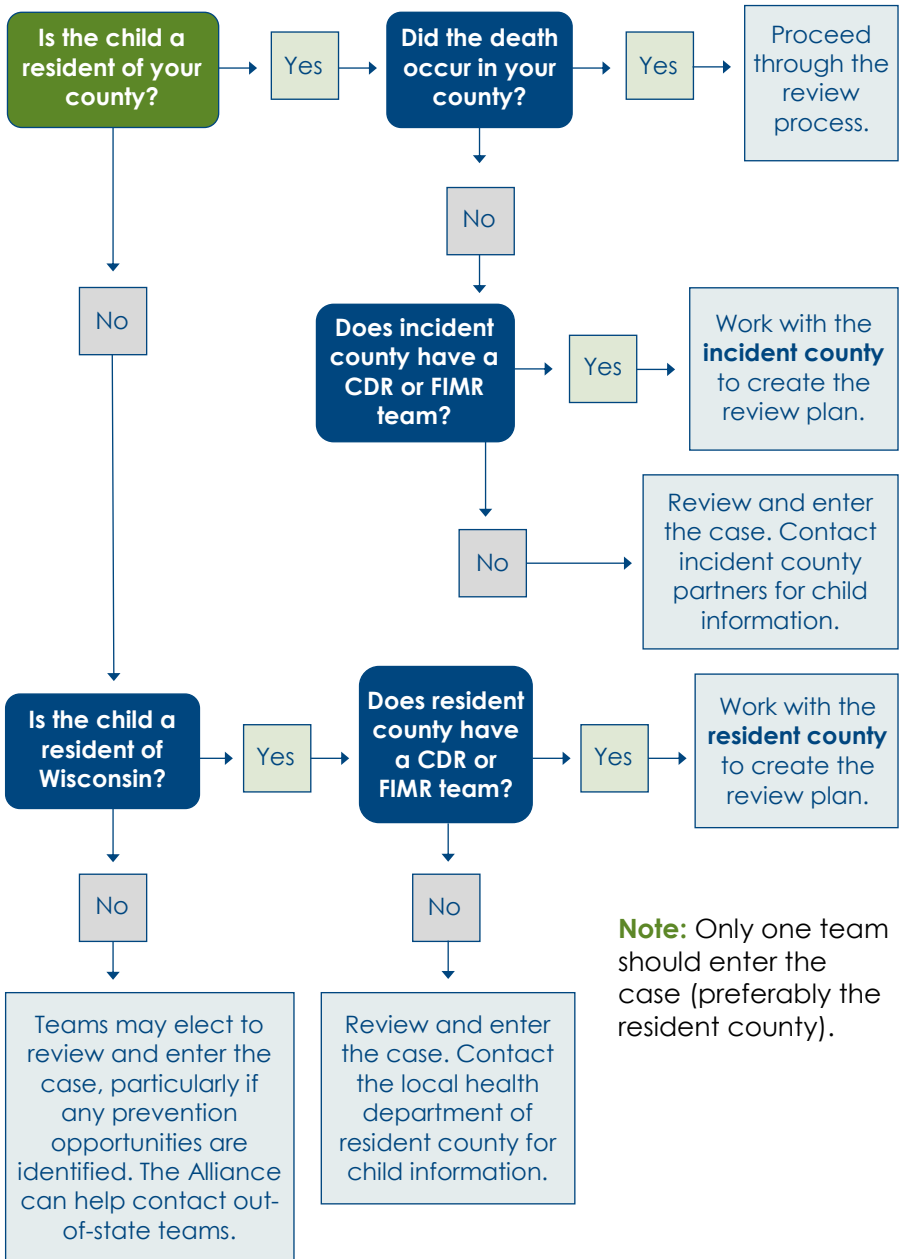 Is the child a
resident of your
county?
Yes
Did the death
occur in your
county?
Yes
Proceed
through the
review
process.
No
No
Does incident
county have a
CDR or FIMR
team?
Yes
Work with the
incident county
to create the
review plan.
No
Review and enter
the case. Contact
incident county
partners for child
information.
Is the child a
resident of
Wisconsin?
Yes
Does resident
county have
a CDR or
FIMR team?
Yes
Work with the
resident county
to create the
review plan.
No
No
Note: Only one team
should enter the
case (preferably the
resident county).
Teams may elect to
review and enter the
case, particularly if
any prevention
opportunities are
identified. The Alliance
can help contact out-
of-state teams.
Review and enter
the case. Contact
the local health
department of
resident county for
child information.